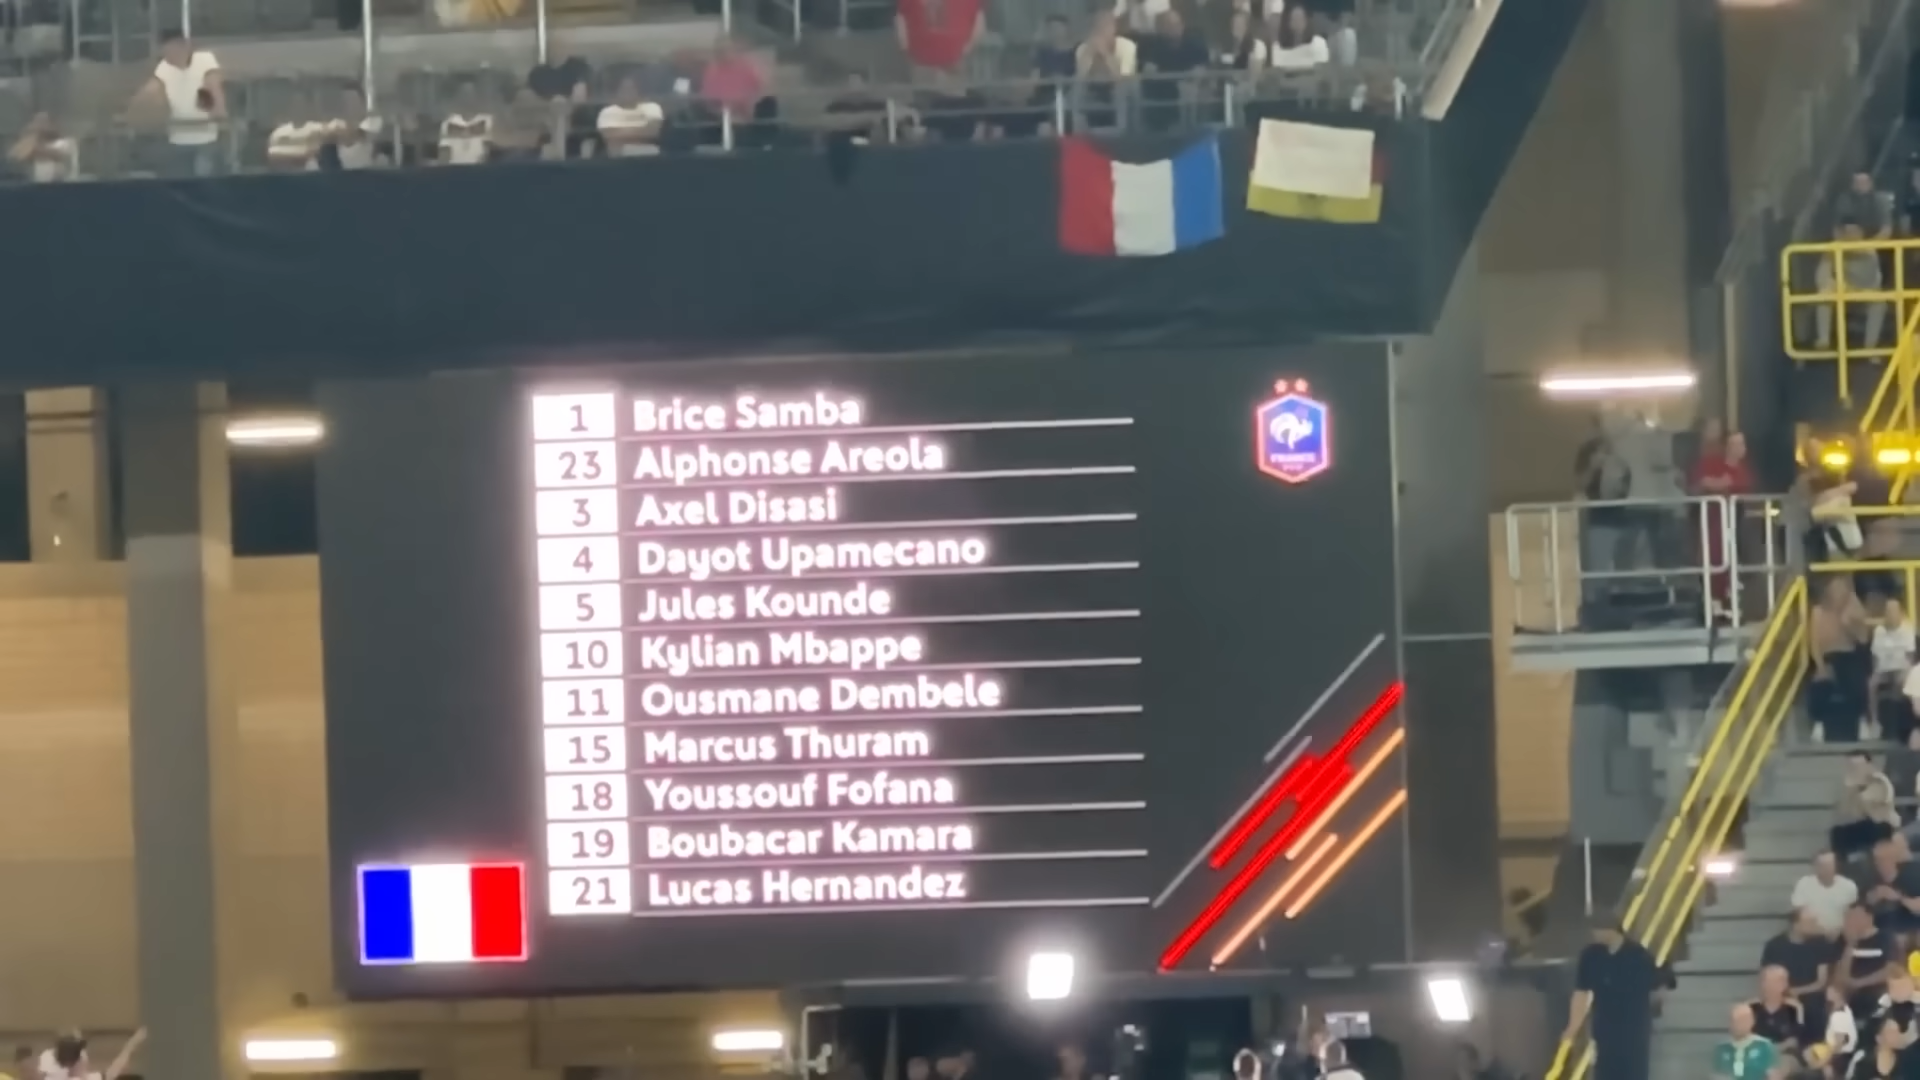 1 Brice Samba
23 Alphonse Areola
3 Axel Disasi
4 Dayot Upamecano
5 Jules Kounde
10 Kylian Mbappe
11 Ousmane Dembele
15 Marcus Thuram
18 Youssouf Fofana
19 Boubacar Kamara
21 Lucas Hernandez
FRANCE